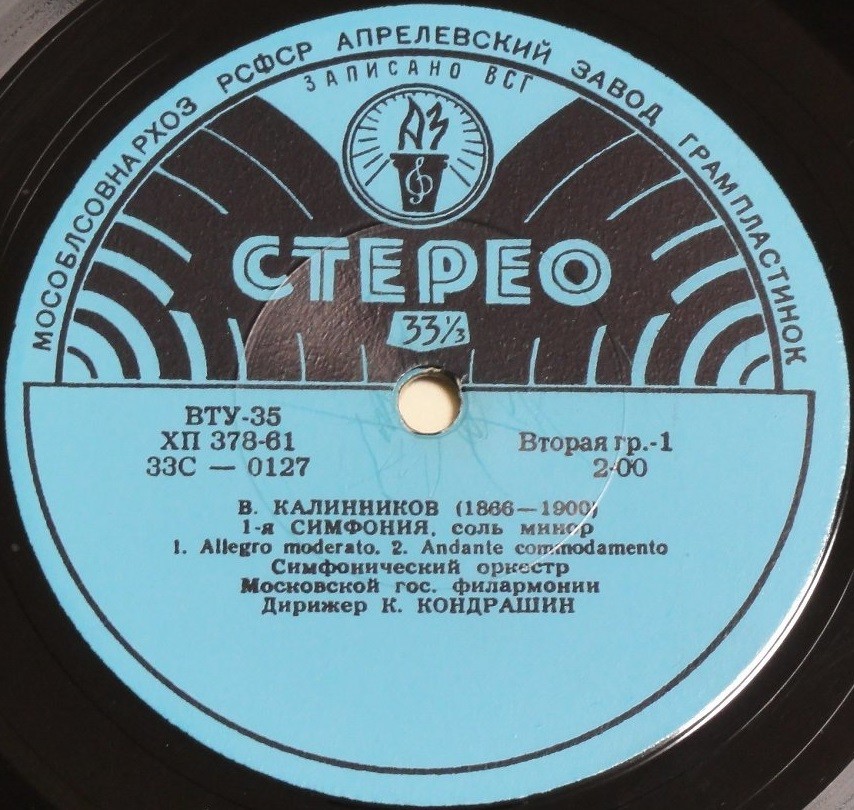 МОСОБЛСОВНАРХОЗ РСФСР АПРЕЛЕВСКИЙ ЗАВОД ГРАМПЛАСТИНОК
ЗАПИСАНО ВСГ
АЗ
СТЕРЕО
33⅓
ВТУ-35
ХП 378-61
33С — 0127
Вторая гр.-1
2-00
В. КАЛИННИКОВ (1866—1900)
1-я СИМФОНИЯ, соль минор
1. Allegro moderato. 2. Andante commodamento
Симфонический оркестр
Московской гос. филармонии
Дирижер К. КОНДРАШИН